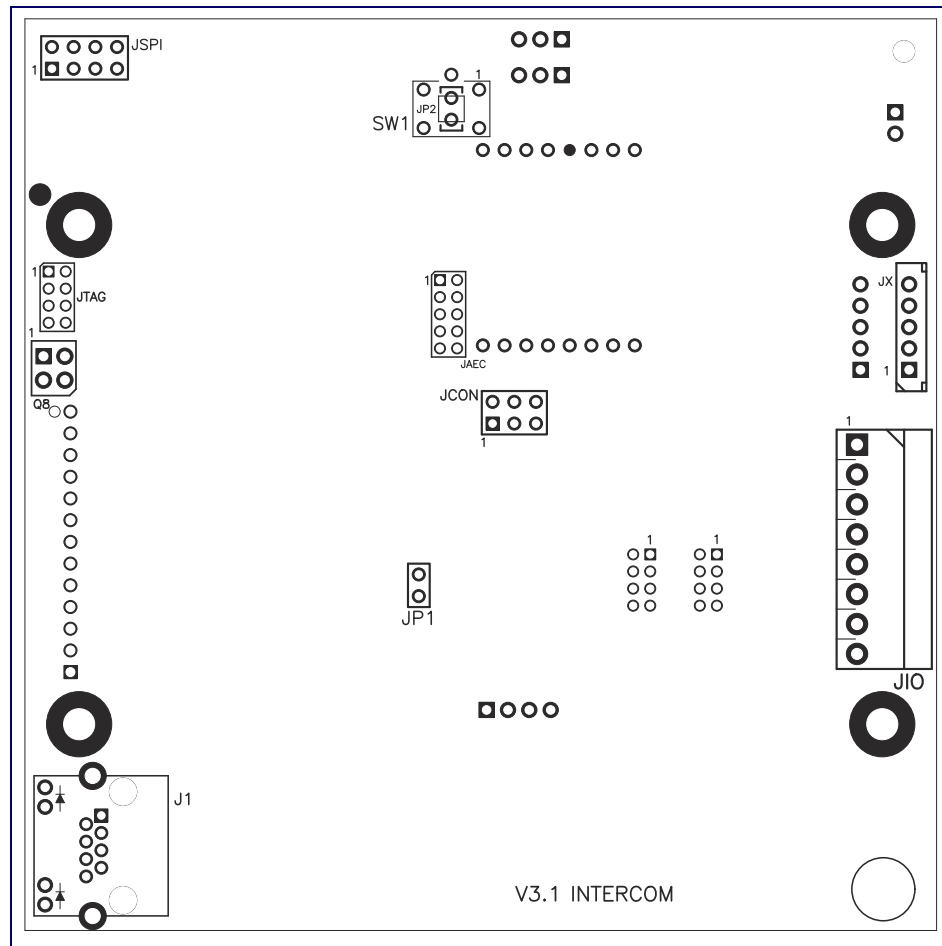 JSPI
1
1
JP2
SW1
1
JTAG
1
1
JAEC
JX
1
Q8
JCON
1
1
1
1
JP1
JIO
J1
V3.1 INTERCOM